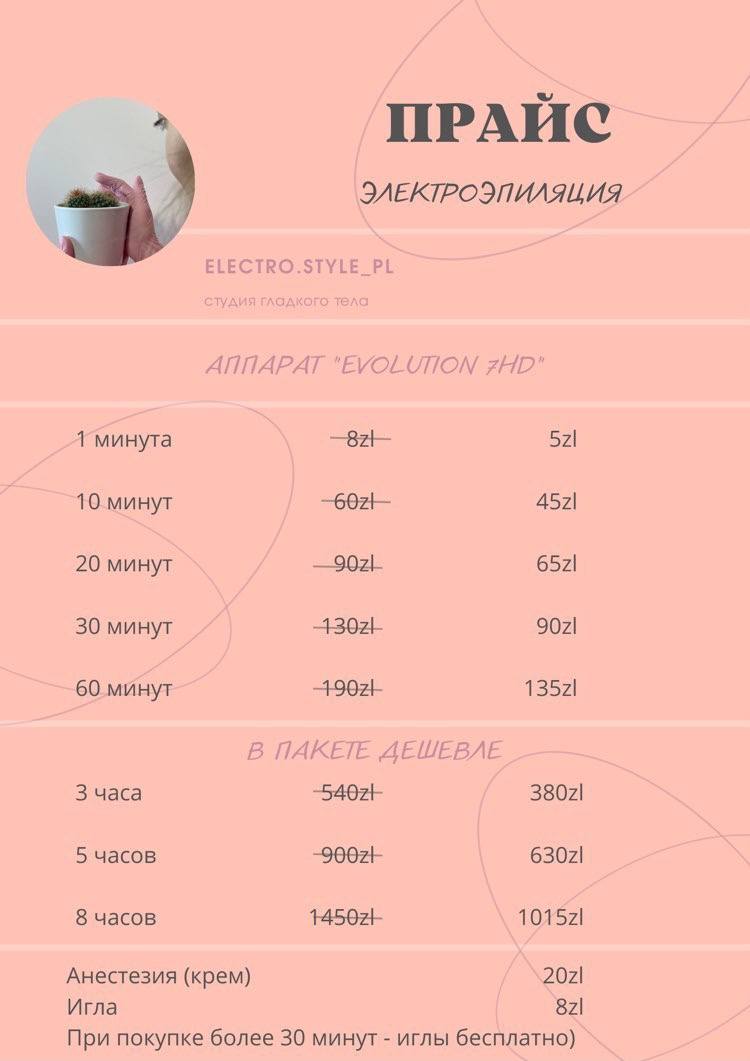 ПРАЙС
ЭЛЕКТРОЭПИЛЯЦИЯ
ELECTRO.STYLE_PL
студия гладкого тела
АППАРАТ "EVOLUTION 7HD"
1 минута 8zl 5zl
10 минут 60zl 45zl
20 минут 90zl 65zl
30 минут 130zl 90zl
60 минут 190zl 135zl
В ПАКЕТЕ ДЕШЕВЛЕ
3 часа 540zl 380zl
5 часов 900zl 630zl
8 часов 1450zl 1015zl
Анестезия (крем) 20zl
Игла 8zl
При покупке более 30 минут - иглы бесплатно)